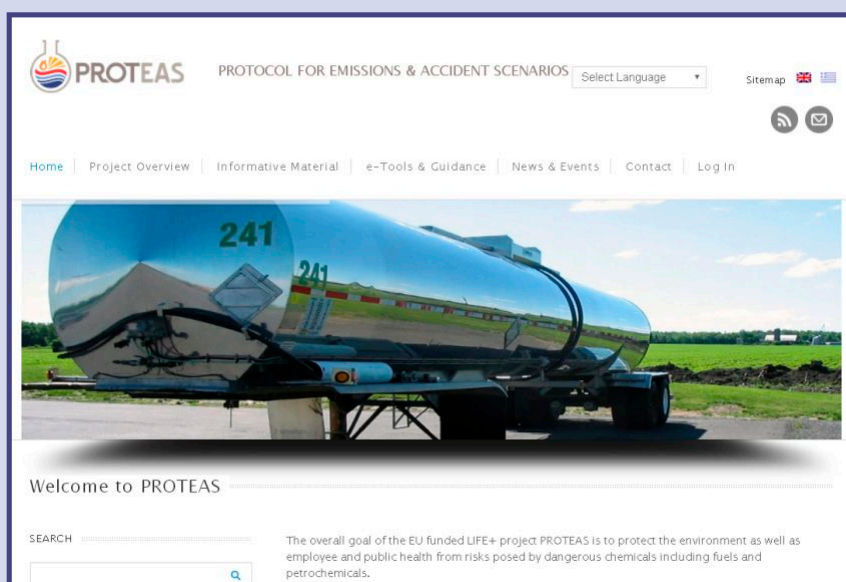 PROTEAS
PROTOCOL FOR EMISSIONS & ACCIDENT SCENARIOS
Select Language
Sitemap
Home
Project Overview
Informative Material
e-Tools & Guidance
News & Events
Contact
Log In
241
241
Welcome to PROTEAS
SEARCH
The overall goal of the EU funded LIFE+ project PROTEAS is to protect the environment as well as
employee and public health from risks posed by dangerous chemicals including fuels and
petrochemicals.